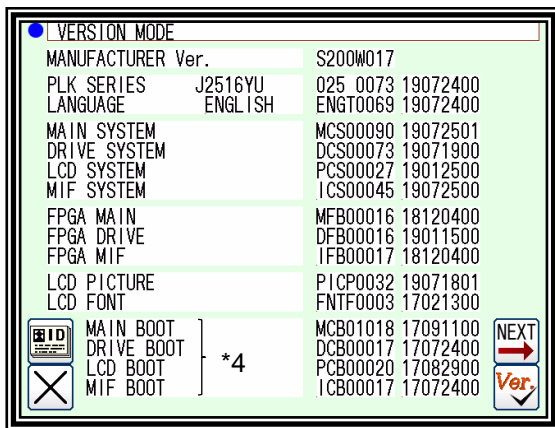 VERSION MODE
MANUFACTURER Ver. S200W017
PLK SERIES J2516YU 025 0073 19072400
LANGUAGE ENGLISH ENGT0069 19072400
MAIN SYSTEM MCS00090 19072501
DRIVE SYSTEM DCS00073 19071900
LCD SYSTEM PCS00027 19012500
MIF SYSTEM ICS00045 19072500
FPGA MAIN MFB00016 18120400
FPGA DRIVE DFB00016 19011500
FPGA MIF IFB00017 18120400
LCD PICTURE PICP0032 19071801
LCD FONT FNTF0003 17021300
ID MAIN BOOT MCB01018 17091100 NEXT
DRIVE BOOT DCB00017 17072400
*4
LCD BOOT PCB00020 17082900 Ver.
MIF BOOT ICB00017 17072400